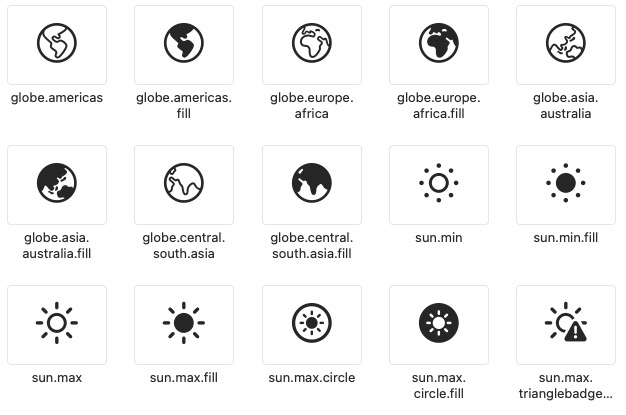 globe.americas
globe.americas.
fill
globe.europe.
africa
globe.europe.
africa.fill
globe.asia.
australia
globe.asia.
australia.fill
globe.central.
south.asia
globe.central.
south.asia.fill
sun.min
sun.min.fill
sun.max
sun.max.fill
sun.max.circle
sun.max.
circle.fill
sun.max.
trianglebadge...